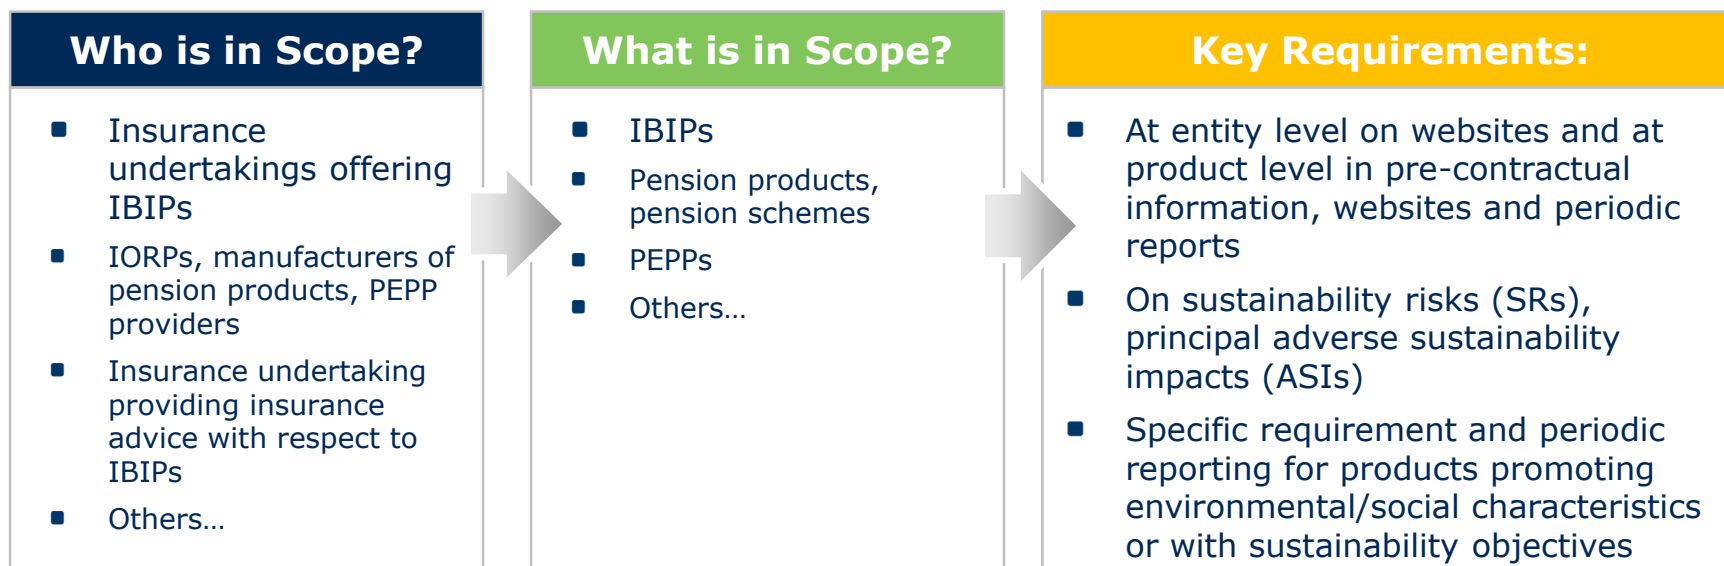 Who is in Scope?
Insurance
undertakings offering
IBIPs
IORPs, manufacturers of
pension products, PEPP
providers
Insurance undertaking
providing insurance
advice with respect to
IBIPs
Others…
What is in Scope?
IBIPs
Pension products,
pension schemes
PEPPs
Others…
Key Requirements:
At entity level on websites and at
product level in pre-contractual
information, websites and periodic
reports
On sustainability risks (SRs),
principal adverse sustainability
impacts (ASIs)
Specific requirement and periodic
reporting for products promoting
environmental/social characteristics
or with sustainability objectives